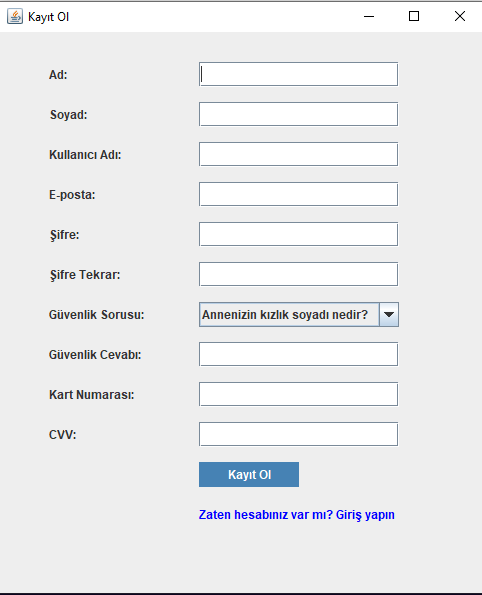 Kayıt Ol
Ad:
Soyad:
Kullanıcı Adı:
E-posta:
Şifre:
Şifre Tekrar:
Güvenlik Sorusu: Annenizin kızlık soyadı nedir?
Güvenlik Cevabı:
Kart Numarası:
CVV:
Kayıt Ol
Zaten hesabınız var mı? Giriş yapın